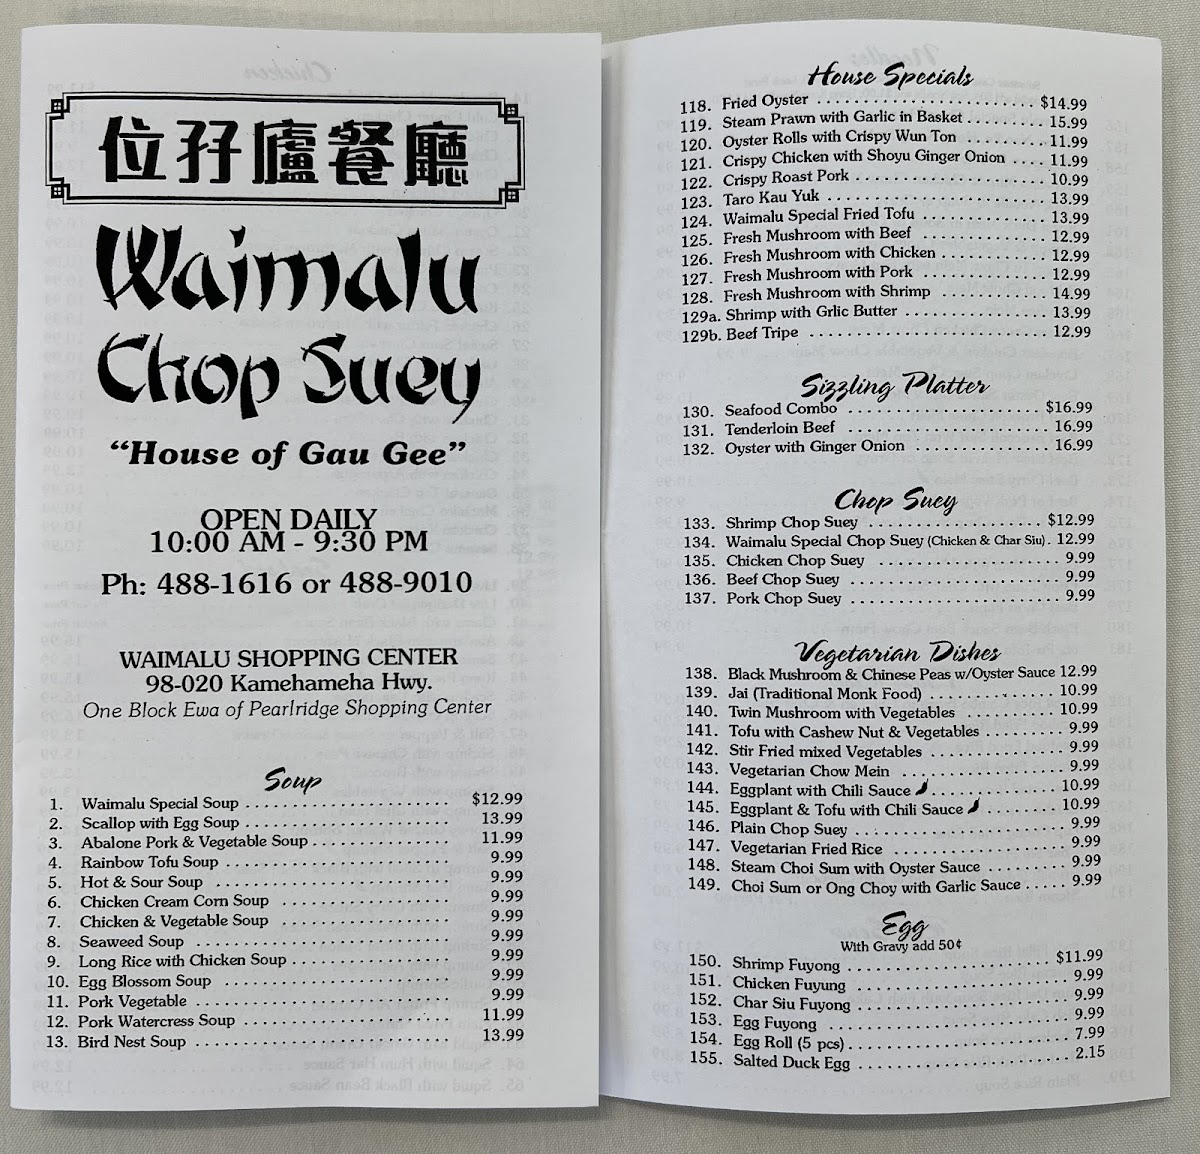 位孖廬餐廳
Waimalu
Chop Suey
“House of Gau Gee”
OPEN DAILY
10:00 AM - 9:30 PM
Ph: 488-1616 or 488-9010
WAIMALU SHOPPING CENTER
98-020 Kamehameha Hwy.
One Block Ewa of Pearlridge Shopping Center
Soup
1. Waimalu Special Soup $12.99
2. Scallop with Egg Soup 13.99
3. Abalone Pork & Vegetable Soup 11.99
4. Rainbow Tofu Soup 9.99
5. Hot & Sour Soup 9.99
6. Chicken Cream Corn Soup 9.99
7. Chicken & Vegetable Soup 9.99
8. Seaweed Soup 9.99
9. Long Rice with Chicken Soup 9.99
10. Egg Blossom Soup 9.99
11. Pork Vegetable 9.99
12. Pork Watercress Soup 11.99
13. Bird Nest Soup 13.99
House Specials
118. Fried Oyster $14.99
119. Steam Prawn with Garlic in Basket 15.99
120. Oyster Rolls with Crispy Wun Ton 11.99
121. Crispy Chicken with Shoyu Ginger Onion 11.99
122. Crispy Roast Pork 10.99
123. Taro Kau Yuk 13.99
124. Waimalu Special Fried Tofu 13.99
125. Fresh Mushroom with Beef 12.99
126. Fresh Mushroom with Chicken 12.99
127. Fresh Mushroom with Pork 12.99
128. Fresh Mushroom with Shrimp 14.99
129a. Shrimp with Grlic Butter 13.99
129b. Beef Tripe 12.99
Sizzling Platter
130. Seafood Combo $16.99
131. Tenderloin Beef 16.99
132. Oyster with Ginger Onion 16.99
Chop Suey
133. Shrimp Chop Suey $12.99
134. Waimalu Special Chop Suey (Chicken & Char Siu) 12.99
135. Chicken Chop Suey 9.99
136. Beef Chop Suey 9.99
137. Pork Chop Suey 9.99
Vegetarian Dishes
138. Black Mushroom & Chinese Peas w/Oyster Sauce 12.99
139. Jai (Traditional Monk Food) 10.99
140. Twin Mushroom with Vegetables 10.99
141. Tofu with Cashew Nut & Vegetables 9.99
142. Stir Fried mixed Vegetables 9.99
143. Vegetarian Chow Mein 9.99
144. Eggplant with Chili Sauce 10.99
145. Eggplant & Tofu with Chili Sauce 10.99
146. Plain Chop Suey 9.99
147. Vegetarian Fried Rice 9.99
148. Steam Choi Sum with Oyster Sauce 9.99
149. Choi Sum or Ong Choy with Garlic Sauce 9.99
Egg
With Gravy add 50¢
150. Shrimp Fuyong $11.99
151. Chicken Fuyung 9.99
152. Char Siu Fuyong 9.99
153. Egg Fuyong 9.99
154. Egg Roll (5 pcs) 7.99
155. Salted Duck Egg 2.15